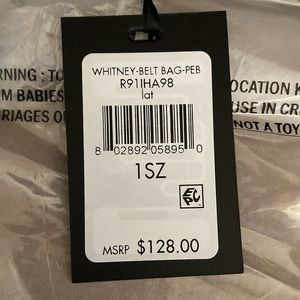 WHITNEY-BELT BAG-PEB
R91IHA98
lat
8 02892 05895 0
1SZ
MSRP $128.00
RNING : TO
M BABIES
RIAGES O
OCATION
USE IN CR
NOT A TOY